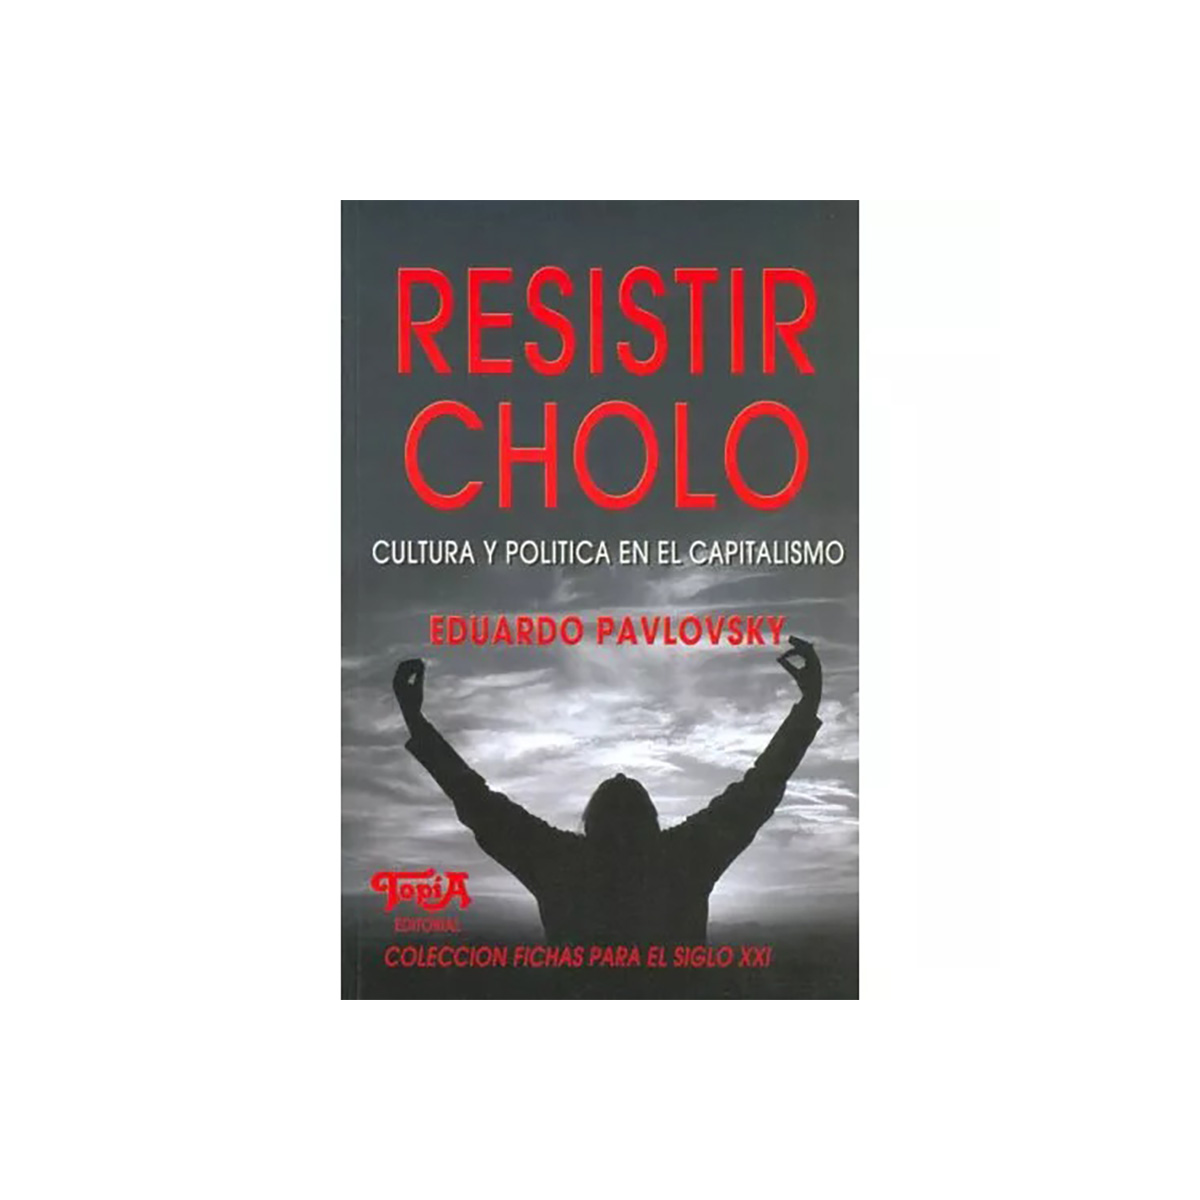 RESISTIR
CHOLO
CULTURA Y POLITICA EN EL CAPITALISMO
EDUARDO PAVLOVSKY
TopíA
EDITORIAL
COLECCION FICHAS PARA EL SIGLO XXI